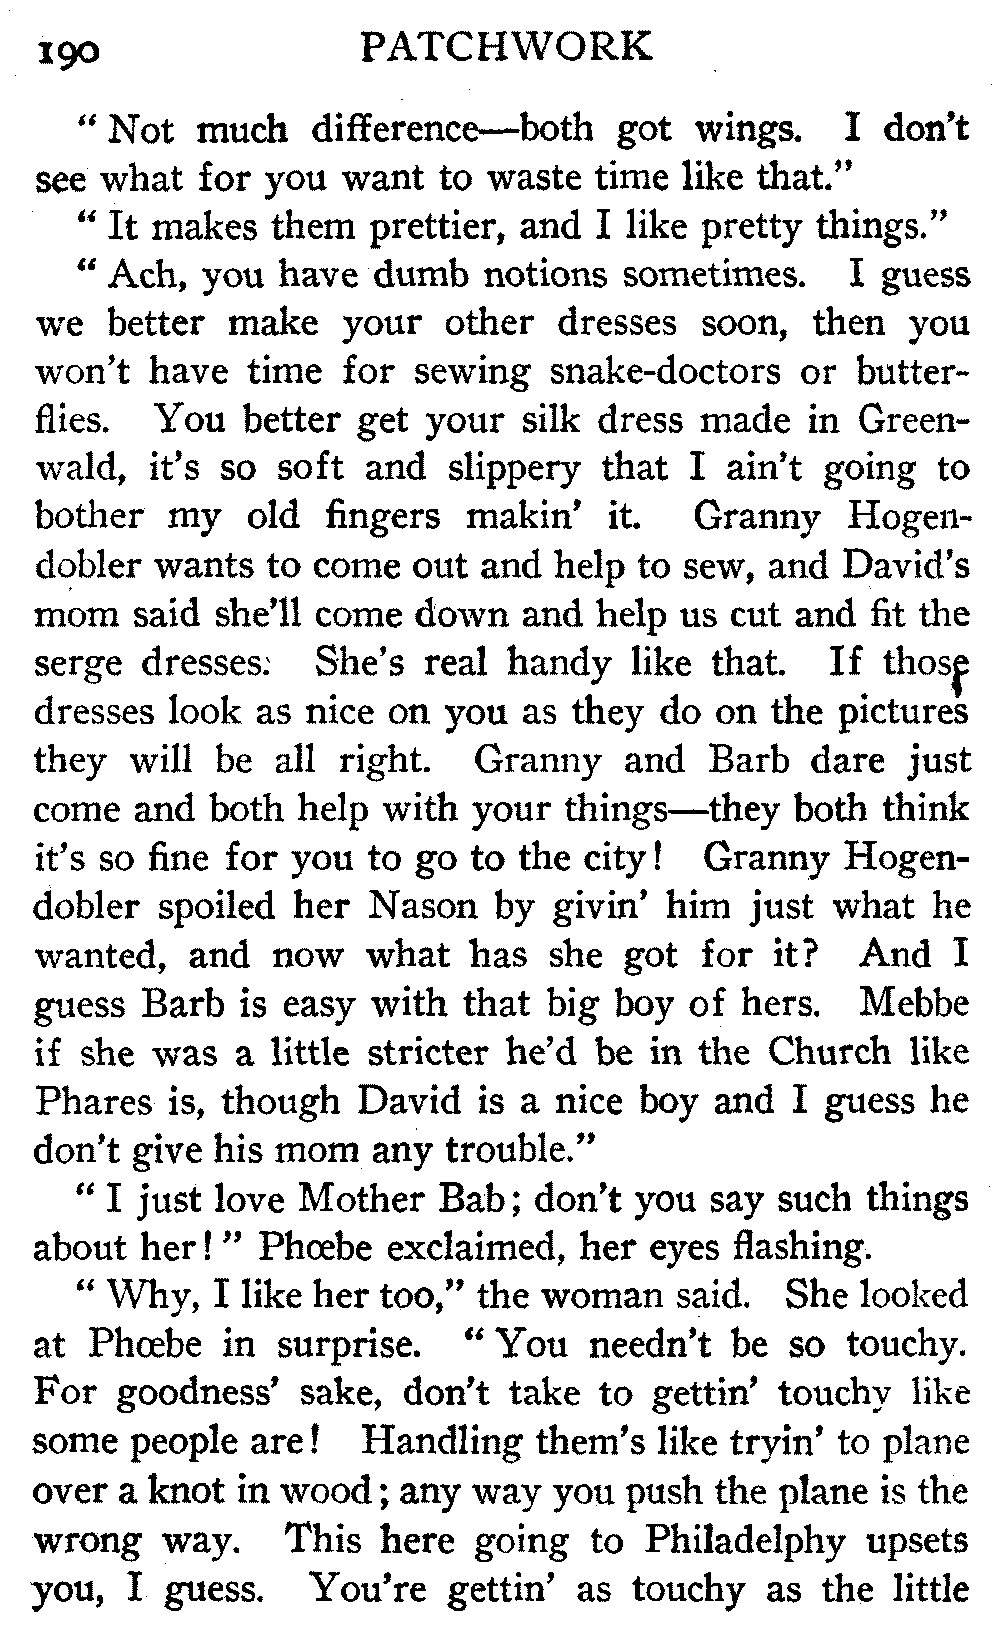 190 PATCHWORK
“ Not much difference—both got wings. I don’t
see what for you want to waste time like that.”
“ It makes them prettier, and I like pretty things.”
“ Ach, you have dumb notions sometimes. I guess
we better make your other dresses soon, then you
won’t have time for sewing snake-doctors or butter-
flies. You better get your silk dress made in Green-
wald, it’s so soft and slippery that I ain’t going to
bother my old fingers makin’ it. Granny Hogen-
dobler wants to come out and help to sew, and David’s
mom said she’ll come down and help us cut and fit the
serge dresses. She’s real handy like that. If those
dresses look as nice on you as they do on the pictures
they will be all right. Granny and Barb dare just
come and both help with your things—they both think
it’s so fine for you to go to the city! Granny Hogen-
dobler spoiled her Nason by givin’ him just what he
wanted, and now what has she got for it? And I
guess Barb is easy with that big boy of hers. Mebbe
if she was a little stricter he’d be in the Church like
Phares is, though David is a nice boy and I guess he
don’t give his mom any trouble.”
“ I just love Mother Bab; don’t you say such things
about her! ” Phœbe exclaimed, her eyes flashing.
“ Why, I like her too,” the woman said. She looked
at Phœbe in surprise. “ You needn’t be so touchy.
For goodness’ sake, don’t take to gettin’ touchy like
some people are! Handling them’s like tryin’ to plane
over a knot in wood; any way you push the plane is the
wrong way. This here going to Philadelphy upsets
you, I guess. You’re gettin’ as touchy as the little